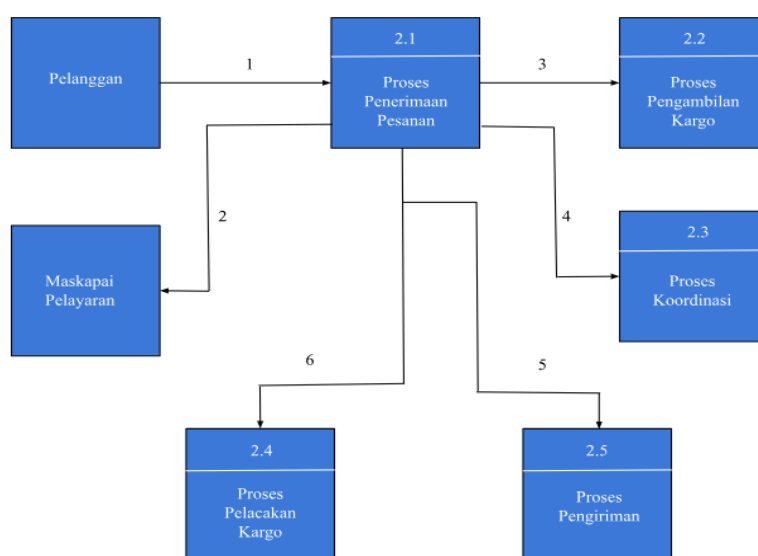 Pelanggan
1
2.1
Proses
Penerimaan
Pesanan
3
2.2
Proses
Pengambilan
Kargo
2
Maskapai
Pelayaran
4
2.3
Proses
Koordinasi
6
5
2.4
Proses
Pelacakan
Kargo
2.5
Proses
Pengiriman